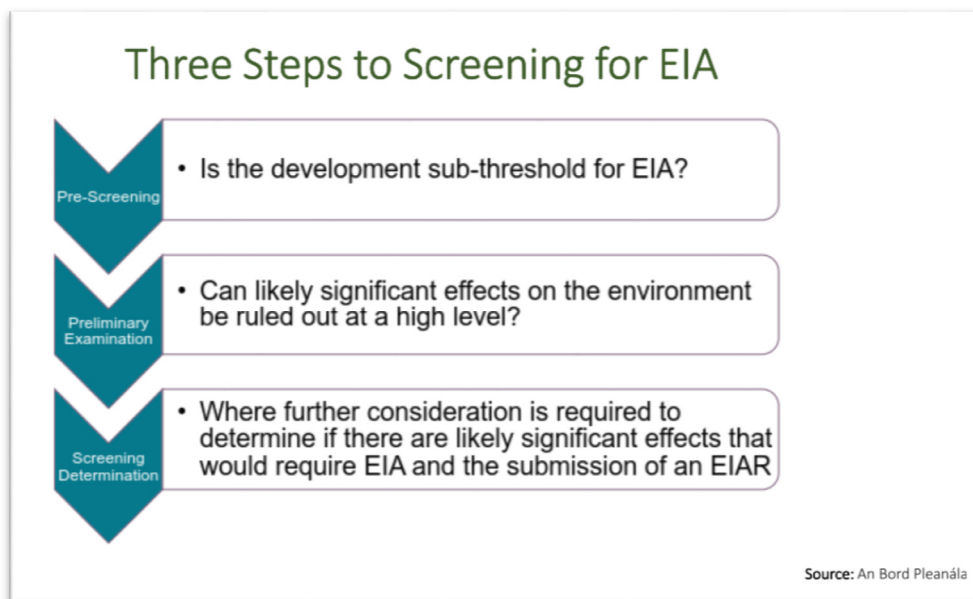 Three Steps to Screening for EIA
Pre-Screening
• Is the development sub-threshold for EIA?
Preliminary
Examination
• Can likely significant effects on the environment
be ruled out at a high level?
Screening
Determination
• Where further consideration is required to
determine if there are likely significant effects that
would require EIA and the submission of an EIAR
Source: An Bord Pleanála